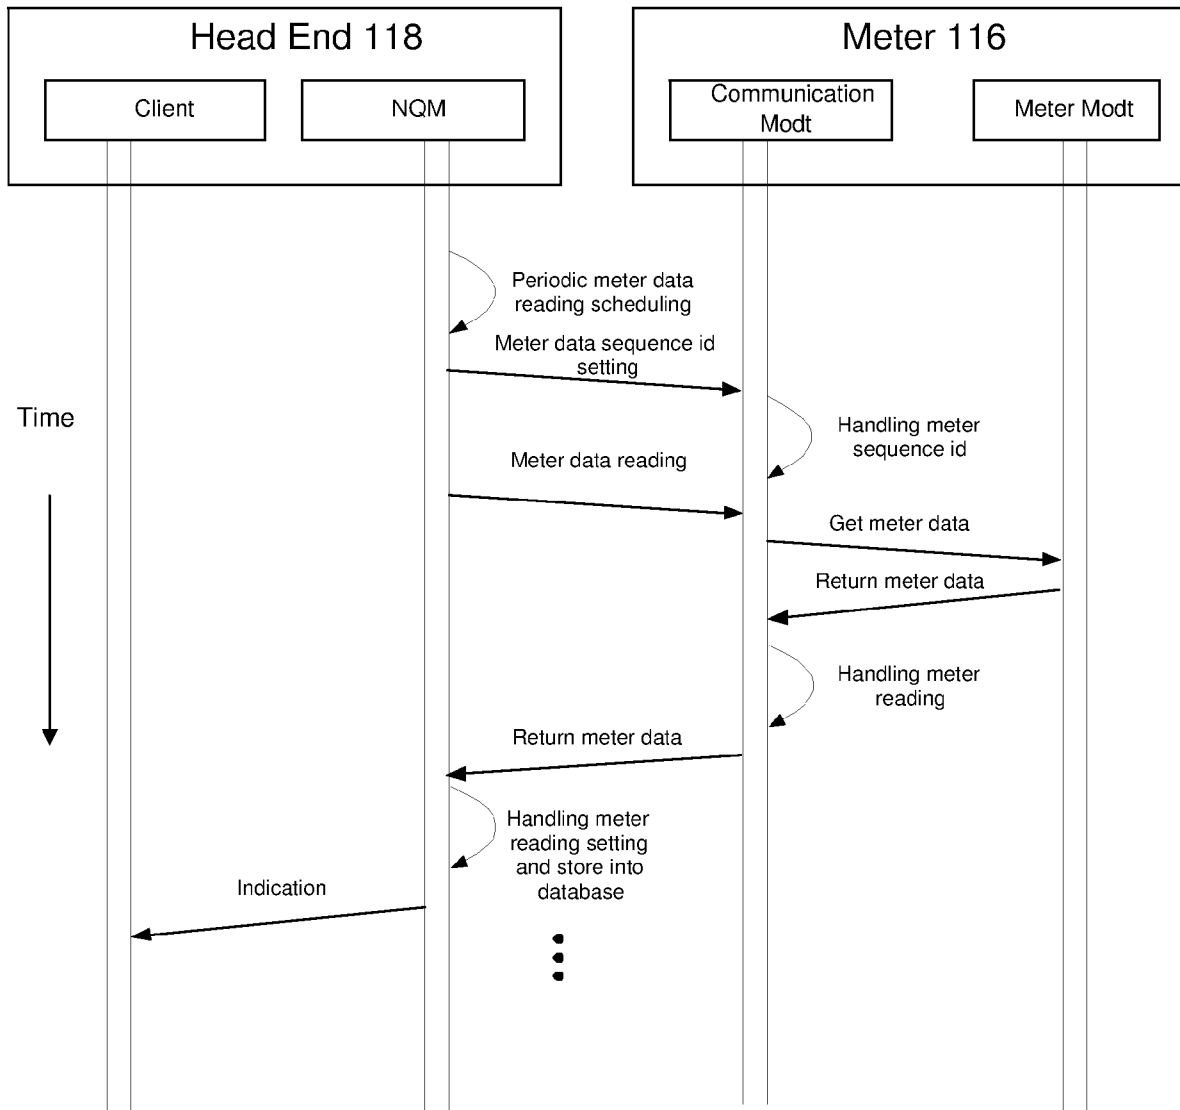 Head End 118
Meter 116
Client
NQM
Communication
Modt
Meter Modt
Periodic meter data
reading scheduling
Meter data sequence id
setting
Time
Handling meter
sequence id
Meter data reading
Get meter data
Return meter data
Handling meter
reading
Return meter data
Handling meter
reading setting
and store into
database
Indication